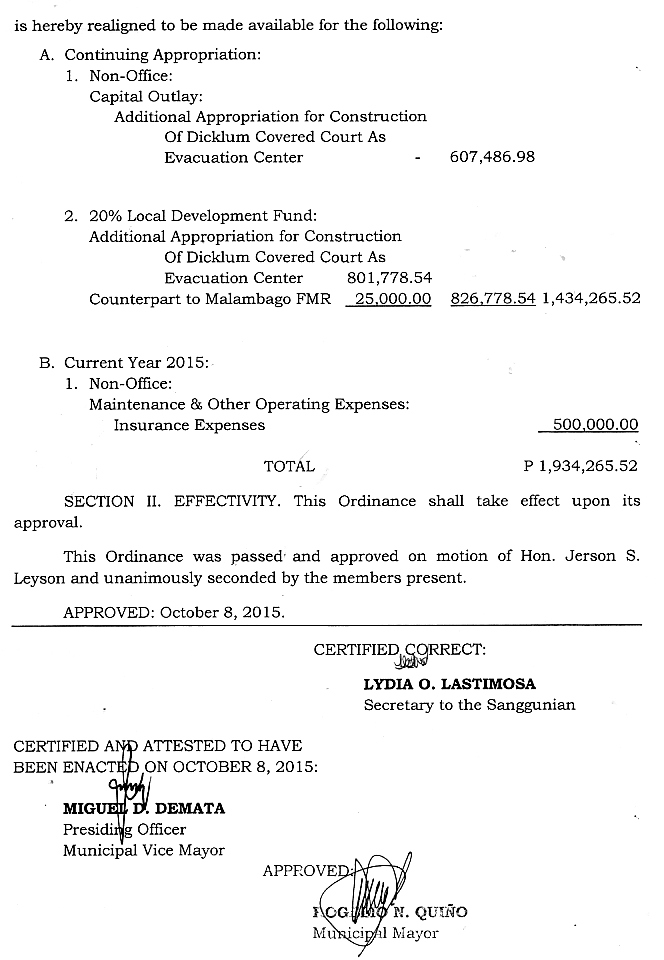 is hereby realigned to be made available for the following:
A. Continuing Appropriation:
1. Non-Office:
Capital Outlay:
Additional Appropriation for Construction
Of Dicklum Covered Court As
Evacuation Center - 607,486.98
2. 20% Local Development Fund:
Additional Appropriation for Construction
Of Dicklum Covered Court As
Evacuation Center 801,778.54
Counterpart to Malambago FMR 25,000.00 826,778.54 1,434,265.52
B. Current Year 2015:
1. Non-Office:
Maintenance & Other Operating Expenses:
Insurance Expenses 500,000.00
TOTAL P 1,934,265.52
SECTION II. EFFECTIVITY. This Ordinance shall take effect upon its
approval.
This Ordinance was passed and approved on motion of Hon. Jerson S.
Leyson and unanimously seconded by the members present.
APPROVED: October 8, 2015.
CERTIFIED CORRECT:
LYDIA O. LASTIMOSA
Secretary to the Sanggunian
CERTIFIED AND ATTESTED TO HAVE
BEEN ENACTED ON OCTOBER 8, 2015:
MIGUEL D. DEMATA
Presiding Officer
Municipal Vice Mayor
APPROVED:
N. QUIÑO
Municipal Mayor